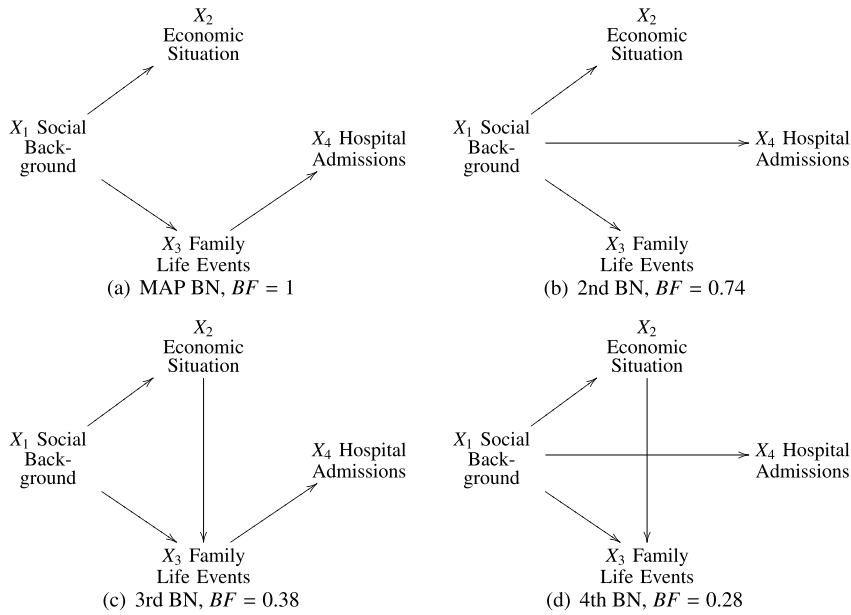 X₂
Economic
Situation
X₁ Social
Back-
ground
X₄ Hospital
Admissions
X₃ Family
Life Events
(a) MAP BN, BF = 1
X₂
Economic
Situation
X₁ Social
Back-
ground
X₄ Hospital
Admissions
X₃ Family
Life Events
(b) 2nd BN, BF = 0.74
X₂
Economic
Situation
X₁ Social
Back-
ground
X₄ Hospital
Admissions
X₃ Family
Life Events
(c) 3rd BN, BF = 0.38
X₂
Economic
Situation
X₁ Social
Back-
ground
X₄ Hospital
Admissions
X₃ Family
Life Events
(d) 4th BN, BF = 0.28